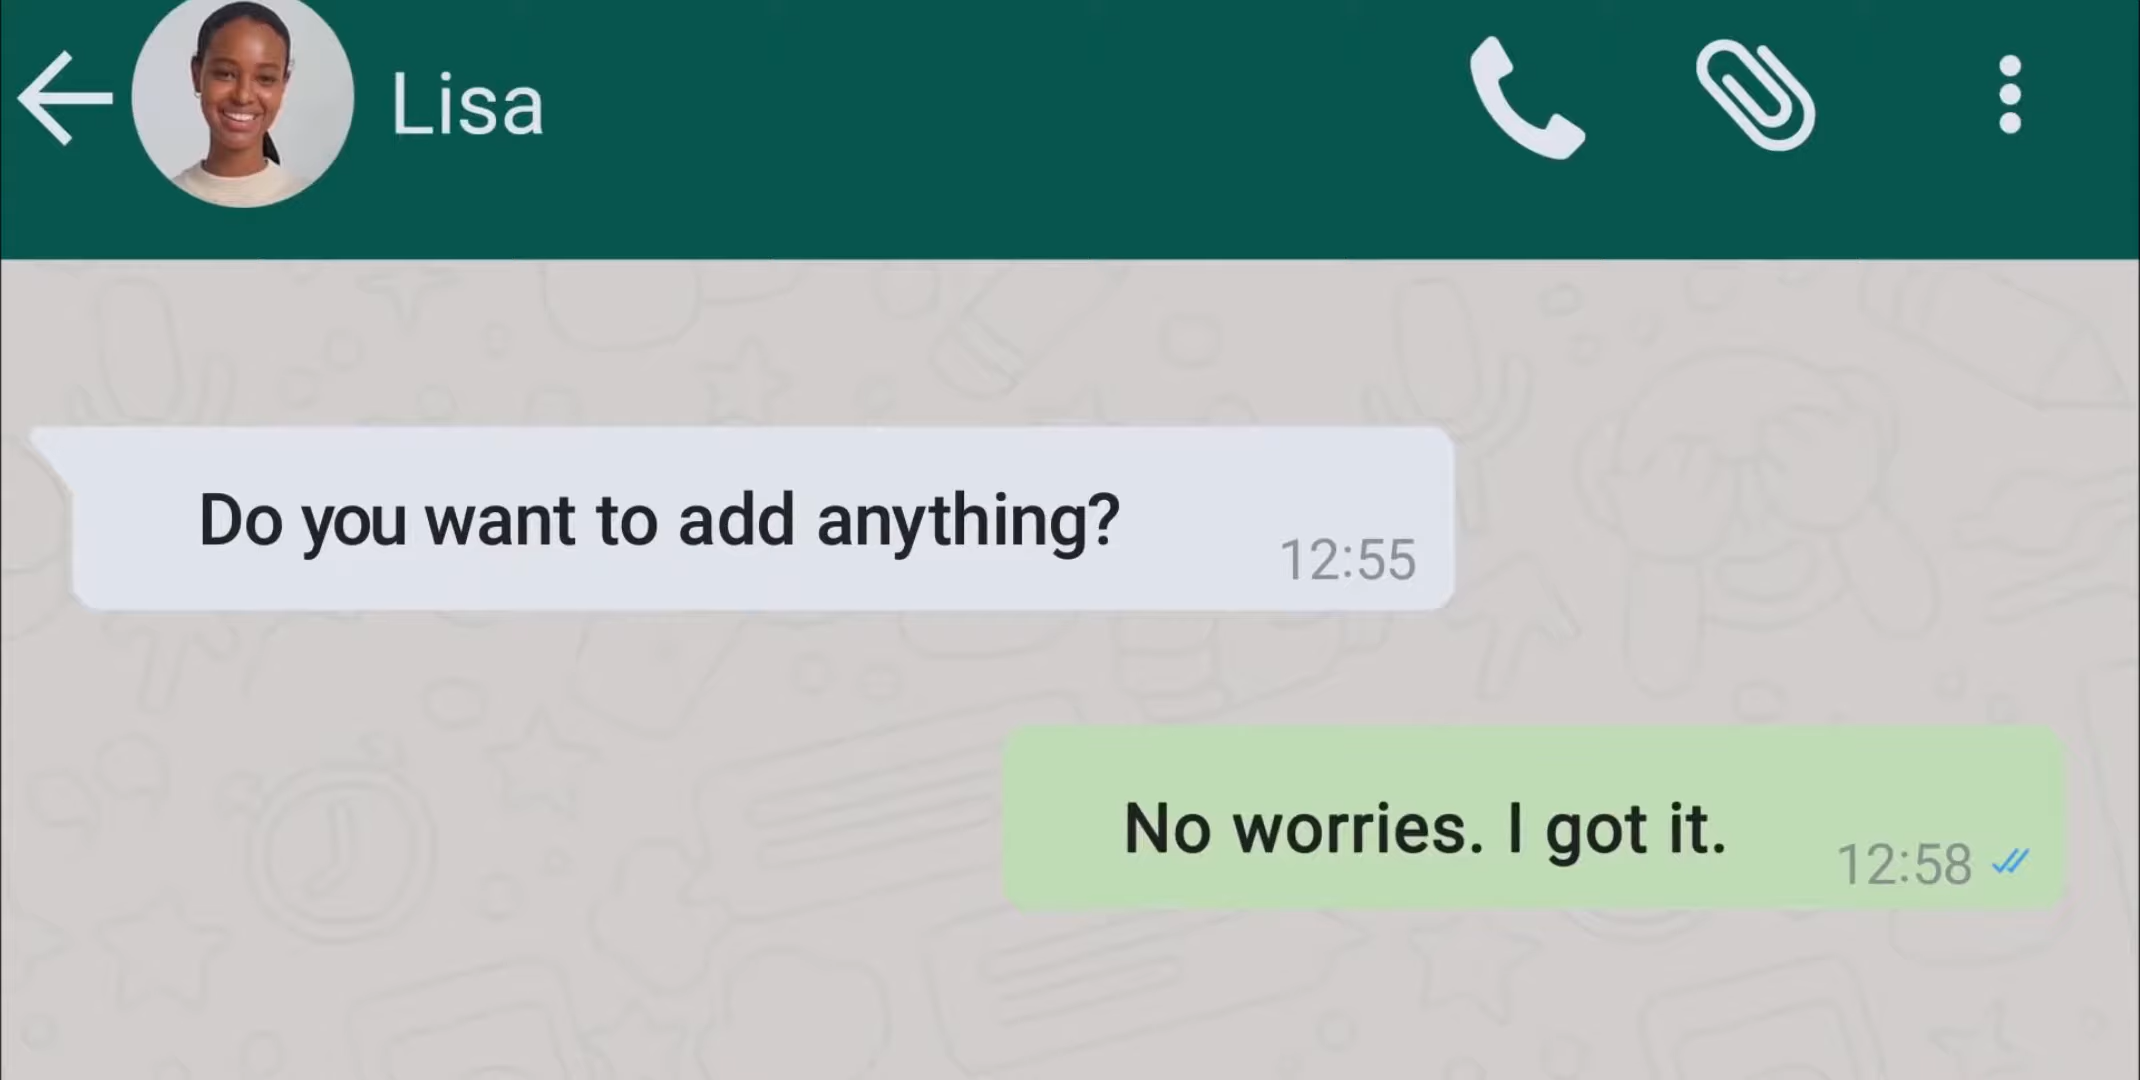 Lisa
Do you want to add anything?
12:55
No worries. I got it.
12:58